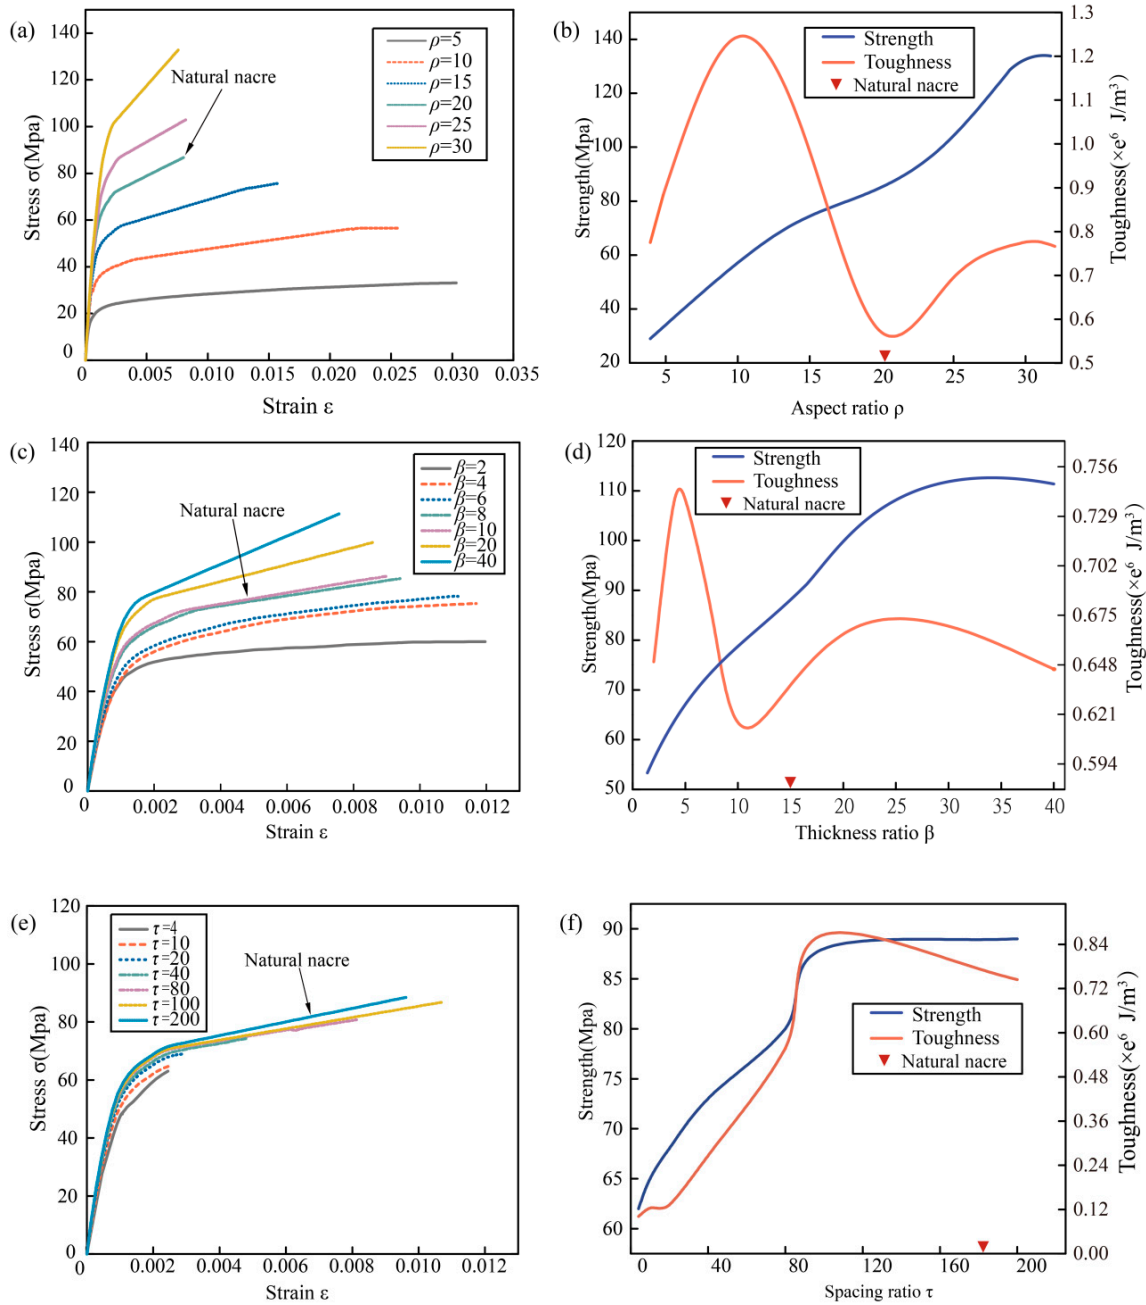 (a)
Stress σ(Mpa)
140
120
100
80
60
40
20
0
Natural nacre
ρ=5
ρ=10
ρ=15
ρ=20
ρ=25
ρ=30
0 0.005 0.010 0.015 0.020 0.025 0.030 0.035
Strain ε
(b)
Strength(Mpa)
140
120
100
80
60
40
20
Strength
Toughness
Natural nacre
1.3
1.2
1.1
1.0
0.9
0.8
0.7
0.6
0.5
Toughness(×e⁶ J/m³)
5 10 15 20 25 30
Aspect ratio ρ
(c)
Stress σ(Mpa)
140
120
100
80
60
40
20
0
Natural nacre
β=2
β=4
β=6
β=8
β=10
β=20
β=40
0 0.002 0.004 0.006 0.008 0.010 0.012
Strain ε
(d)
Strength(Mpa)
120
110
100
90
80
70
60
50
Strength
Toughness
Natural nacre
0.756
0.729
0.702
0.675
0.648
0.621
0.594
Toughness(×e⁶ J/m³)
0 5 10 15 20 25 30 35 40
Thickness ratio β
(e)
Stress σ(Mpa)
120
100
80
60
40
20
0
τ=4
τ=10
τ=20
τ=40
τ=80
τ=100
τ=200
Natural nacre
0 0.002 0.004 0.006 0.008 0.010 0.012
Strain ε
(f)
Strength(Mpa)
90
85
80
75
70
65
60
Strength
Toughness
Natural nacre
0.84
0.72
0.60
0.48
0.36
0.24
0.12
0.00
Toughness(×e⁶ J/m³)
0 40 80 120 160 200
Spacing ratio τ